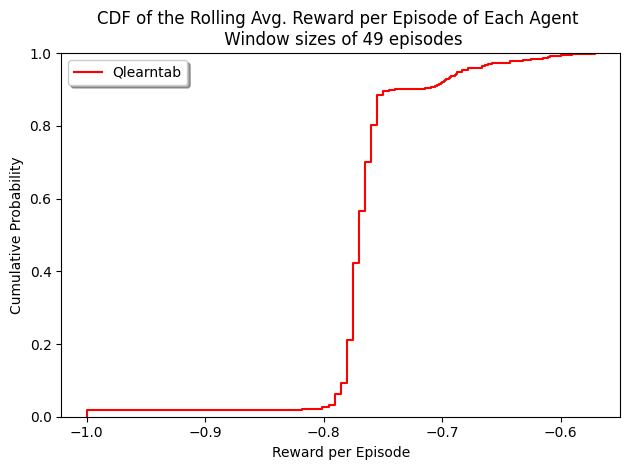 CDF of the Rolling Avg. Reward per Episode of Each Agent
Window sizes of 49 episodes
Qlearntab
1.0
0.8
0.6
0.4
0.2
0.0
Cumulative Probability
−1.0
−0.9
−0.8
−0.7
−0.6
Reward per Episode